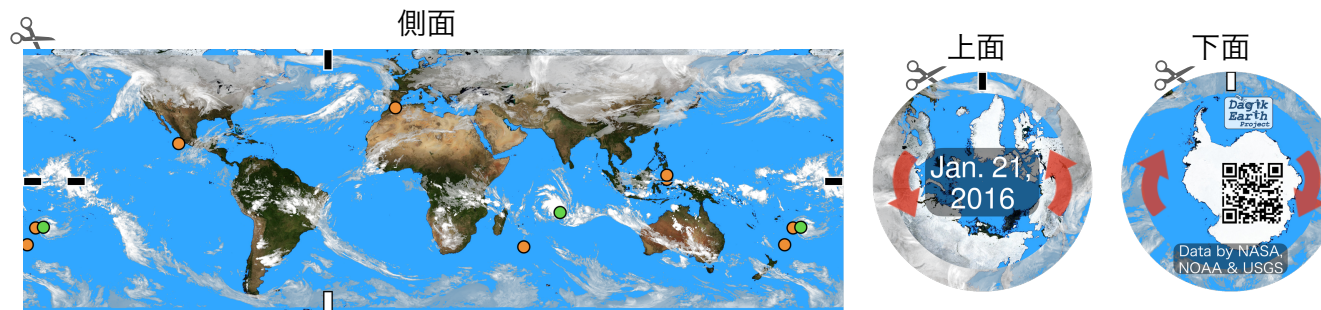 側面
上面
下面
Jan. 21,
2016
Dagik
Earth
Project
Data by NASA,
NOAA & USGS